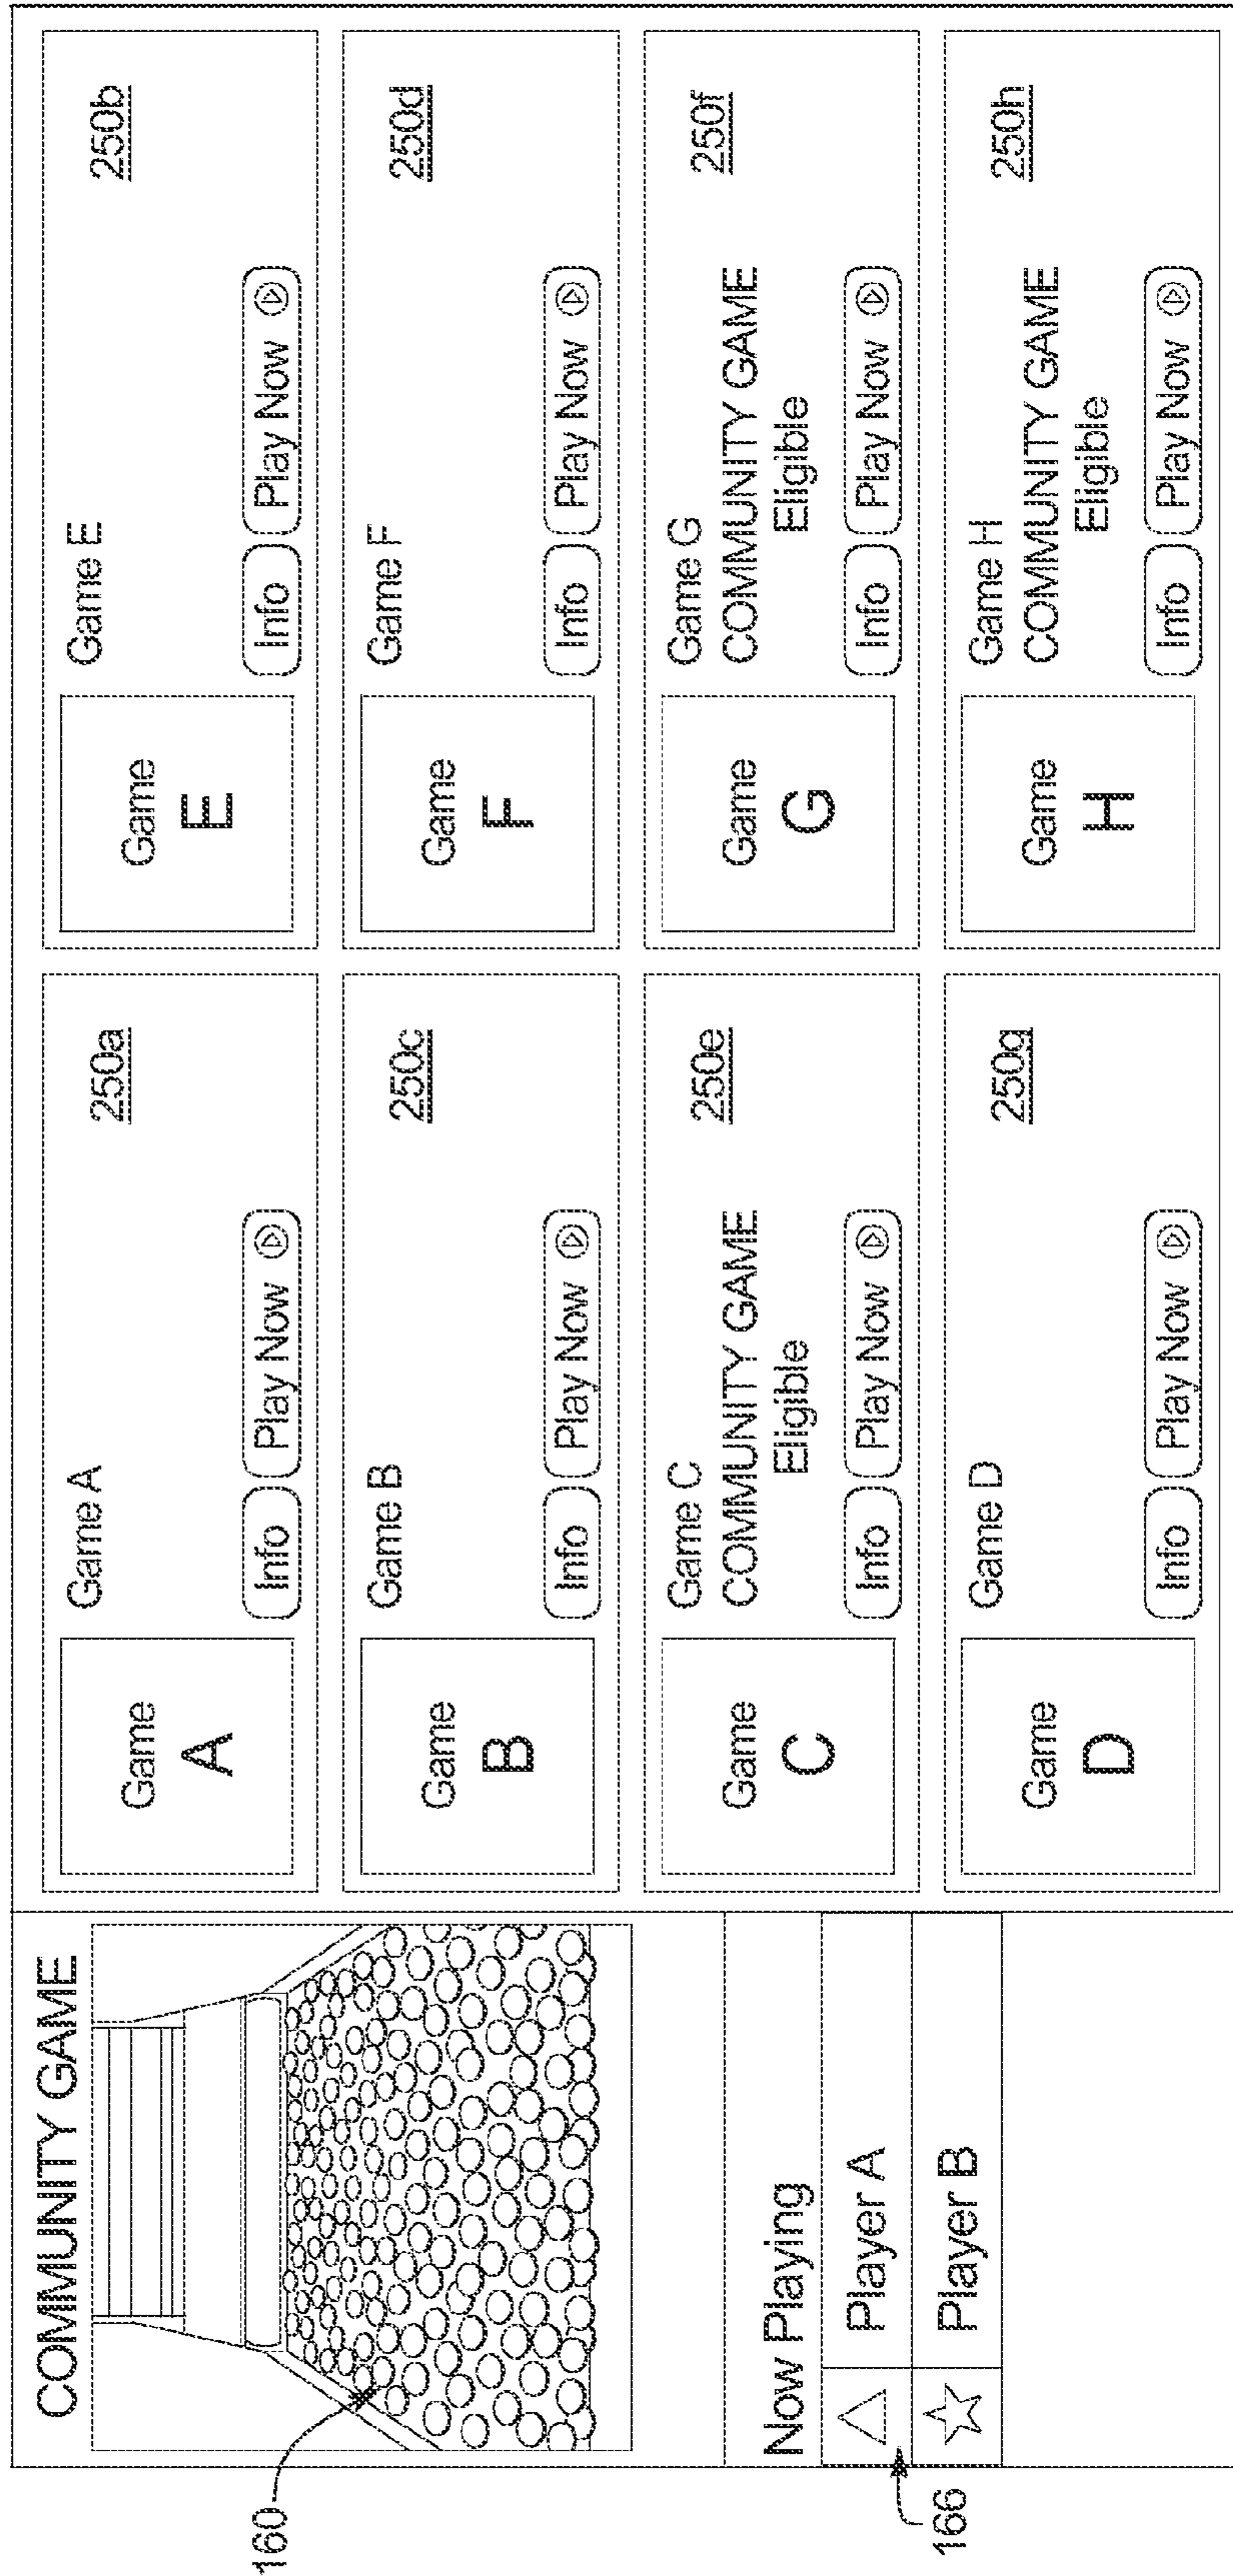 COMMUNITY GAME
160
Now Playing
Player A
Player B
166
Game
A
Game A
250a
Info
Play Now
Game
E
Game E
250b
Info
Play Now
Game
B
Game B
250c
Info
Play Now
Game
F
Game F
250d
Info
Play Now
Game
C
Game C
COMMUNITY GAME
Eligible
250e
Info
Play Now
Game
G
Game G
COMMUNITY GAME
Eligible
250f
Info
Play Now
Game
D
Game D
250g
Info
Play Now
Game
H
Game H
COMMUNITY GAME
Eligible
250h
Info
Play Now